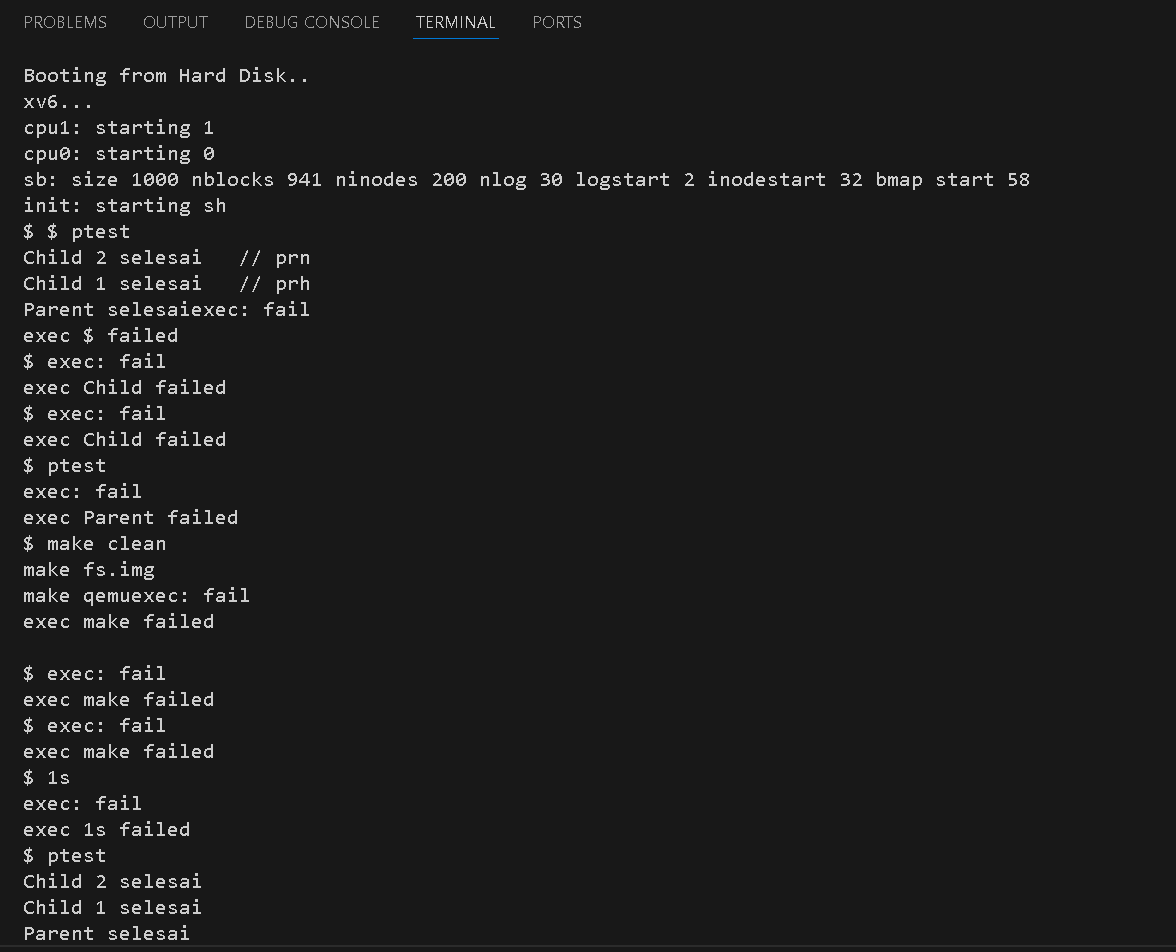 PROBLEMS OUTPUT DEBUG CONSOLE TERMINAL PORTS
Booting from Hard Disk..
xv6...
cpu1: starting 1
cpu0: starting 0
sb: size 1000 nblocks 941 ninodes 200 nlog 30 logstart 2 inodestart 32 bmap start 58
init: starting sh
$ $ ptest
Child 2 selesai   // prn
Child 1 selesai   // prh
Parent selesaiexec: fail
exec $ failed
$ exec: fail
exec Child failed
$ exec: fail
exec Child failed
$ ptest
exec: fail
exec Parent failed
$ make clean
make fs.img
make qemuexec: fail
exec make failed

$ exec: fail
exec make failed
$ exec: fail
exec make failed
$ 1s
exec: fail
exec 1s failed
$ ptest
Child 2 selesai
Child 1 selesai
Parent selesai